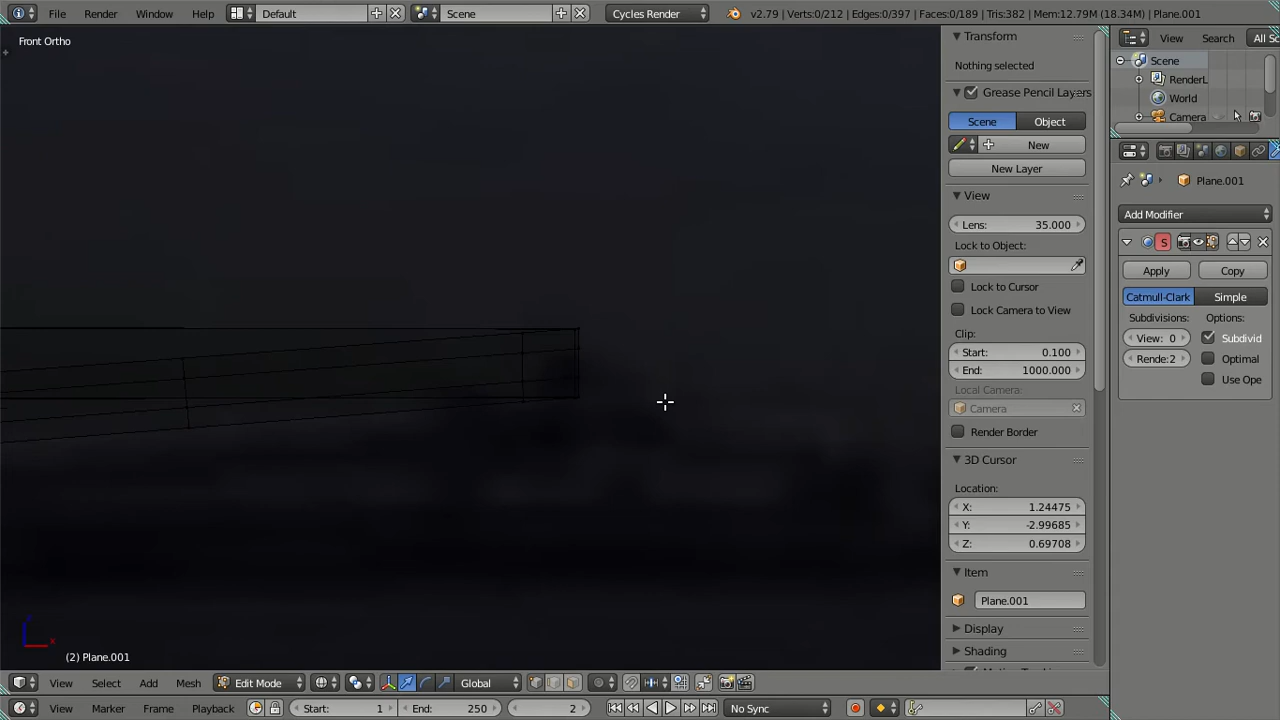 File Render Window Help Default Scene Cycles Render v2.79 | Verts:0/212 | Edges:0/397 | Faces:0/189 | Tris:382 | Mem:12.79M (18.34M) | Plane.001
Front Ortho
Transform
Nothing selected
Grease Pencil Layers
Scene Object
New
New Layer
View
Lens: 35.000
Lock to Object:
Lock to Cursor
Lock Camera to View
Clip:
Start: 0.100
End: 1000.000
Local Camera:
Camera
Render Border
3D Cursor
Location:
X: 1.24475
Y: -2.99685
Z: 0.69708
Item
Plane.001
Display
Shading
View Search All Sc
Scene
RenderL
World
Camera
Plane.001
Add Modifier
S
Apply Copy
Catmull-Clark Simple
Subdivisions: Options:
View: 0 Subdivid
Rende: 2 Optimal
Use Ope
(2) Plane.001
View Select Add Mesh Edit Mode Global
View Marker Frame Playback Start: 1 End: 250 2 No Sync